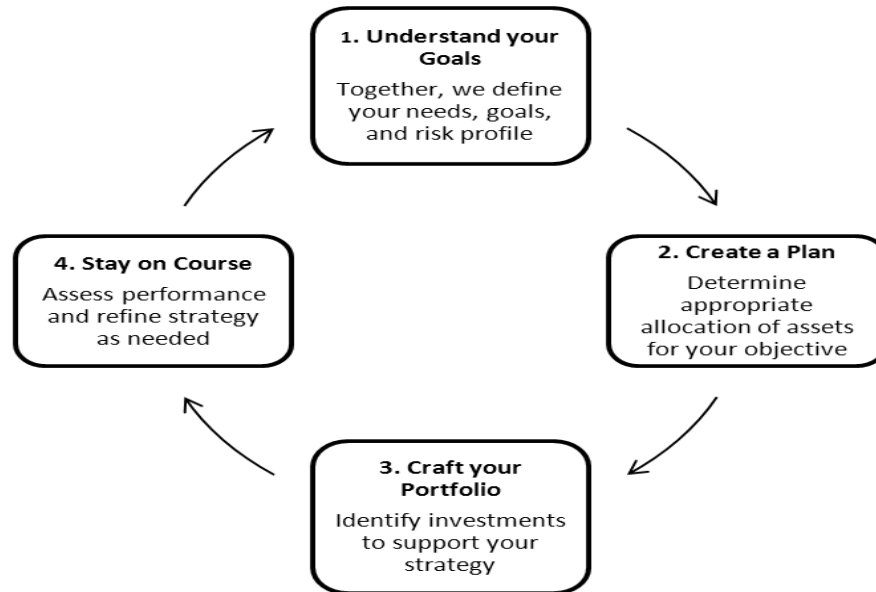 1. Understand your
Goals
Together, we define
your needs, goals,
and risk profile
2. Create a Plan
Determine
appropriate
allocation of assets
for your objective
3. Craft your
Portfolio
Identify investments
to support your
strategy
4. Stay on Course
Assess performance
and refine strategy
as needed